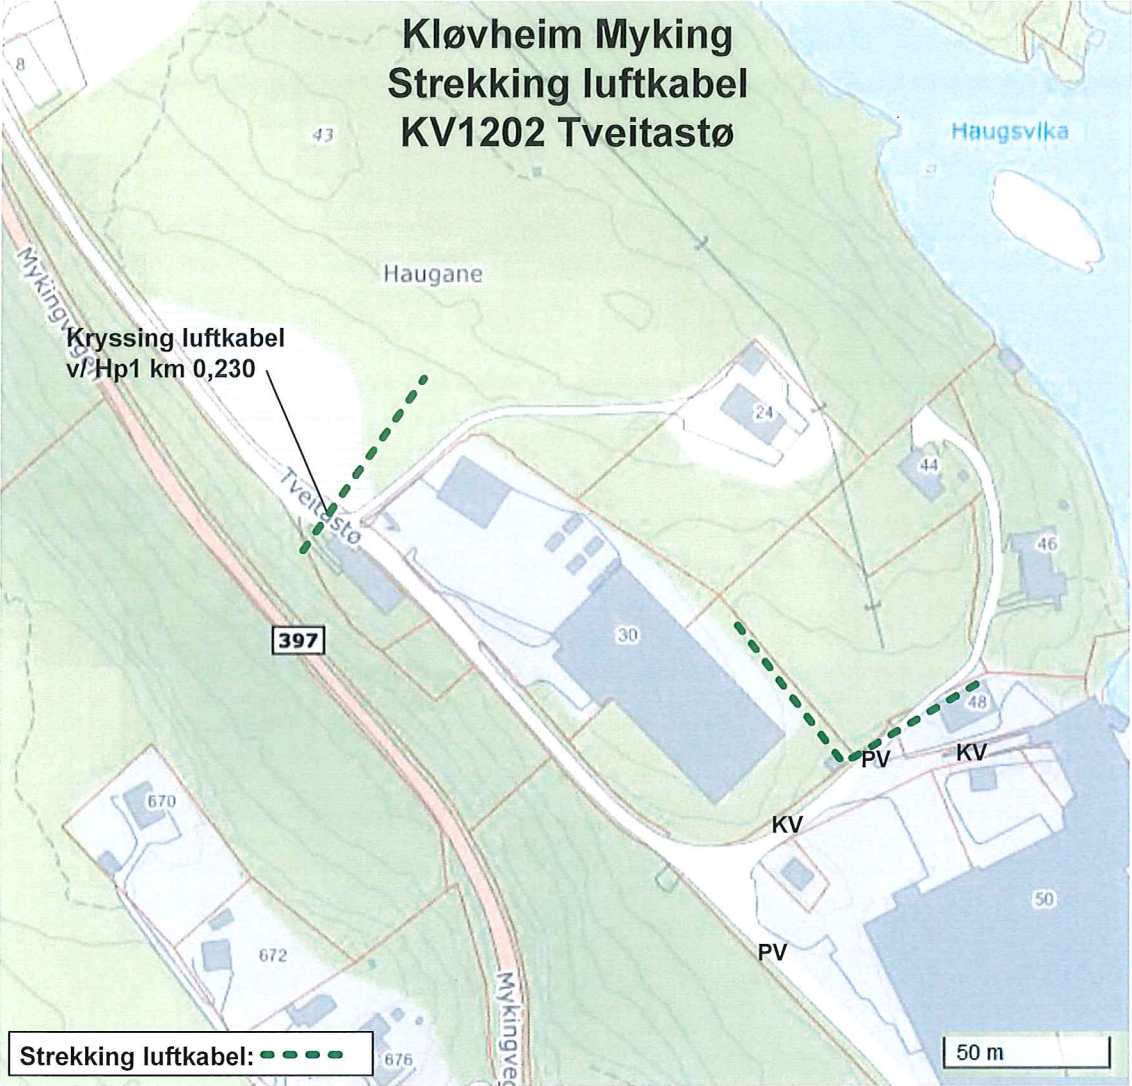 Kløvheim Myking
Strekking luftkabel
KV1202 Tveitastø
8
43
Haugsvika
Haugane
Mykingvegen
Kryssing luftkabel
v/ Hp1 km 0,230
24
44
Tveitastø
46
30
397
48
PV
KV
670
KV
50
PV
672
Mykingveg
676
Strekking luftkabel:
50 m